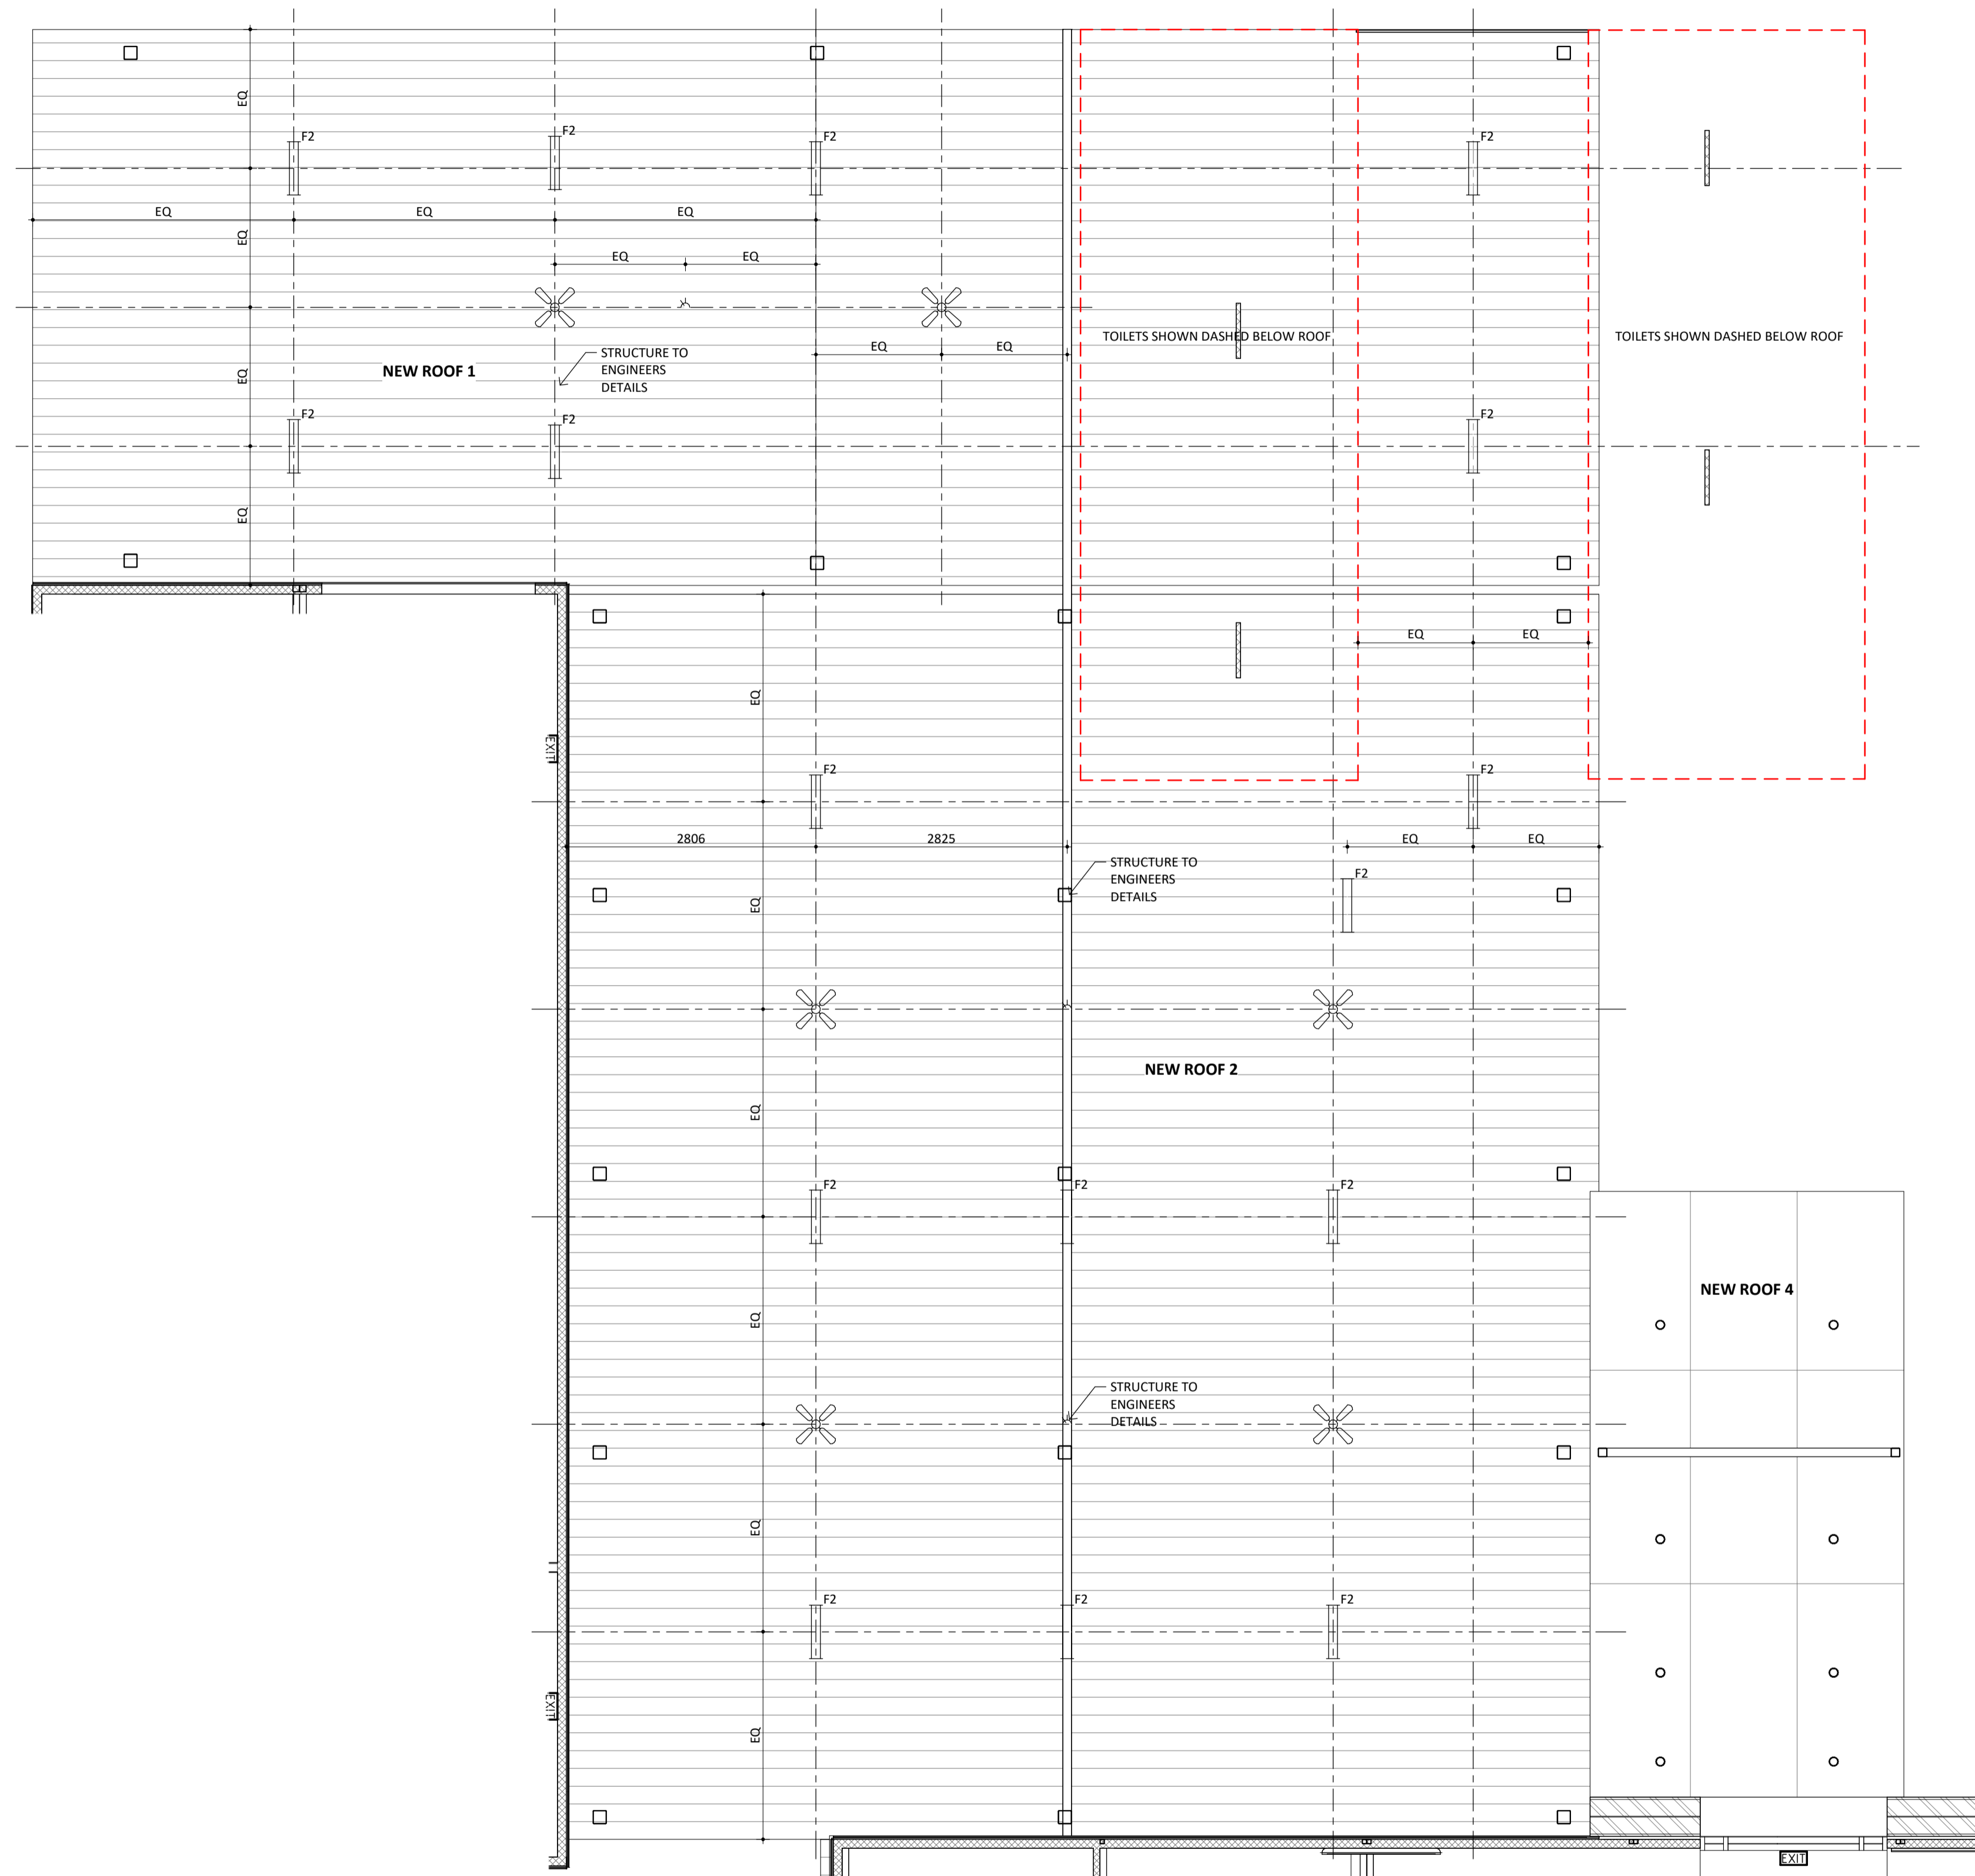 EQ
F2
F2
F2
F2
EQ
EQ
EQ
EQ
EQ
EQ
TOILETS SHOWN DASHED BELOW ROOF
TOILETS SHOWN DASHED BELOW ROOF
EQ
EQ
STRUCTURE TO
ENGINEERS
DETAILS
NEW ROOF 1
EQ
F2
F2
F2
EQ
EQ
EQ
EQ
EXIT
F2
F2
2806
2825
EQ
EQ
STRUCTURE TO
ENGINEERS
DETAILS
F2
EQ
NEW ROOF 2
EQ
F2
F2
F2
NEW ROOF 4
EQ
STRUCTURE TO
ENGINEERS
DETAILS
EQ
F2
F2
F2
EXIT
EQ
EXIT